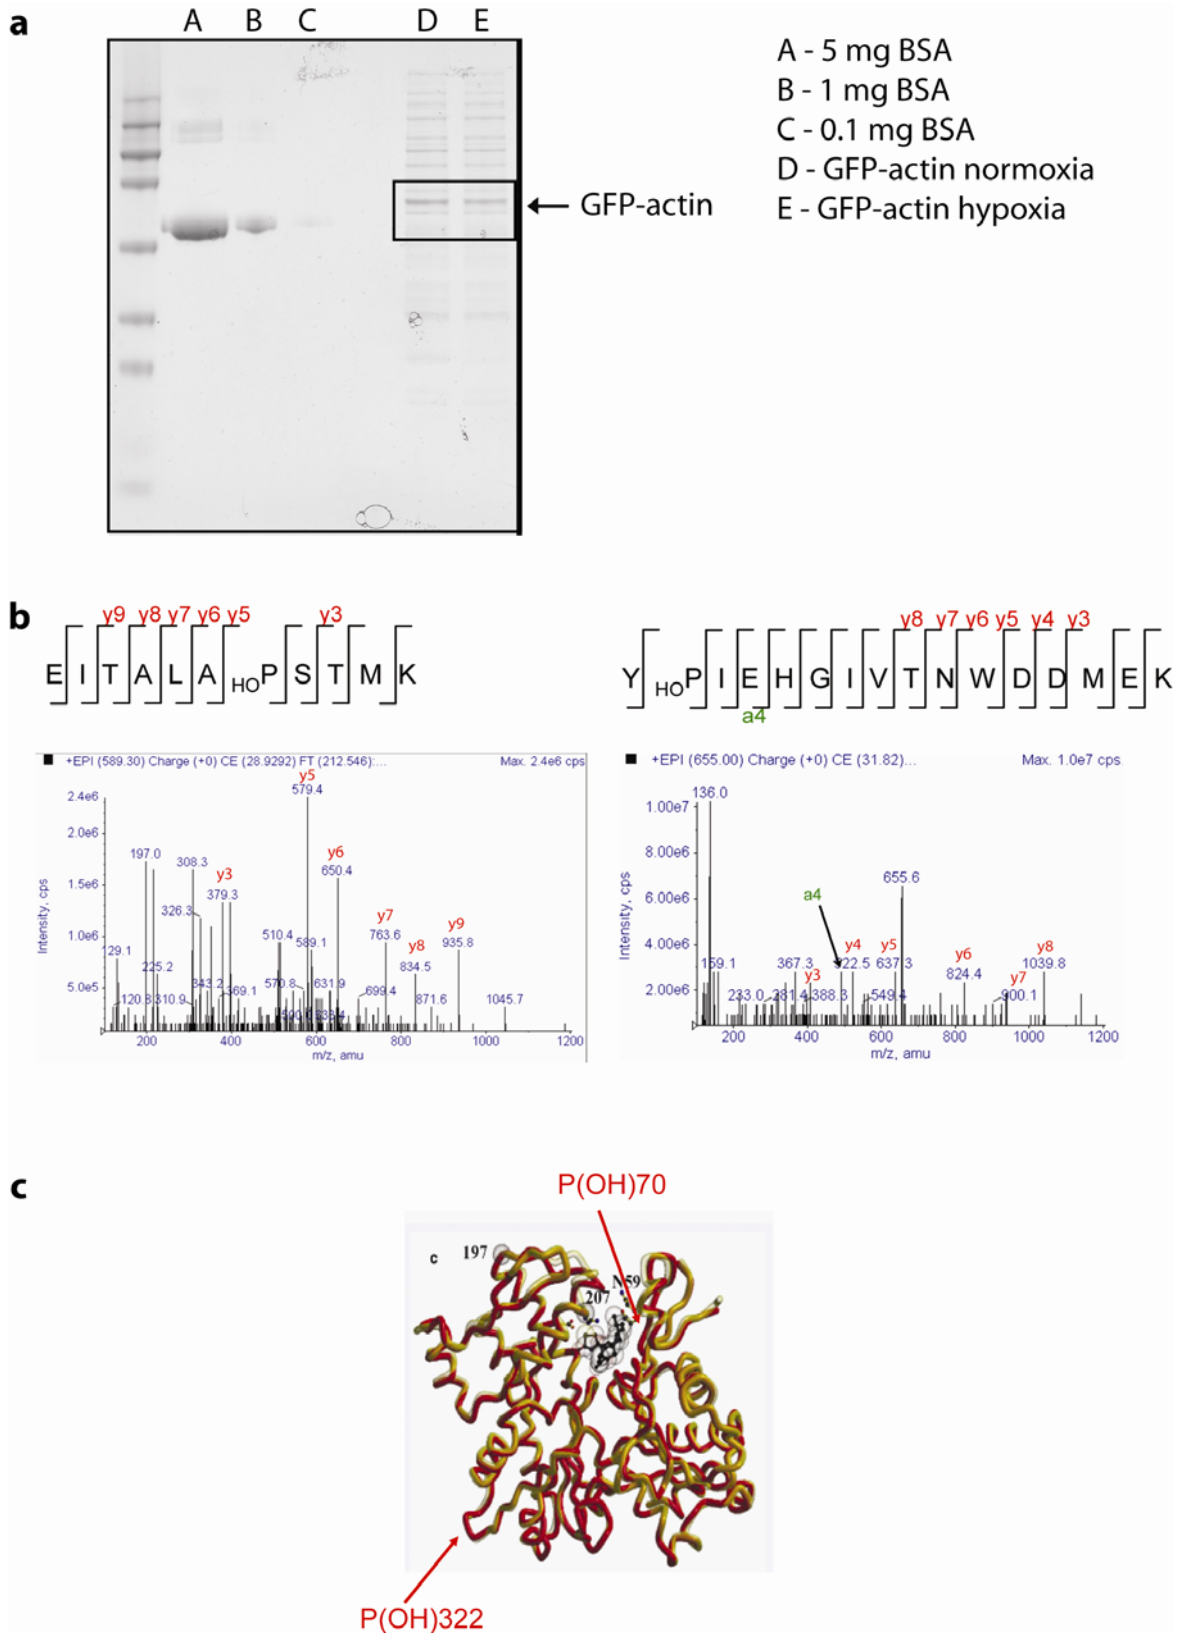 a
A B C D E
A - 5 mg BSA
B - 1 mg BSA
C - 0.1 mg BSA
D - GFP-actin normoxia
E - GFP-actin hypoxia
GFP-actin
b
y9 y8 y7 y6 y5 y3
E I T A L A HOP S T M K
y8 y7 y6 y5 y4 y3
Y HOP I E H G I V T N W D D M E K
a4
+EPI (589.30) Charge (+0) CE (28.9292) FT (212.546):... Max. 2.4e6 cps
y5
579.4
2.4e6
2.0e6
1.5e6
1.0e6
5.0e5
Intensity, cps
197.0
308.3
y3
379.3
326.3
y6
650.4
y7
763.6
y8
834.5
y9
935.8
129.1
225.2
510.4
589.1
343.2
369.1
570.8
631.9
699.4
871.6
1045.7
120.8
310.9
200 400 600 800 1000 1200
m/z, amu
+EPI (655.00) Charge (+0) CE (31.82)... Max. 1.0e7 cps
136.0
1.00e7
8.00e6
6.00e6
4.00e6
2.00e6
Intensity, cps
655.6
a4
y4
522.5
y5
637.3
y6
824.4
y8
1039.8
y7
900.1
159.1
367.3
y3
233.0
281.4
388.3
549.4
200 400 600 800 1000 1200
m/z, amu
c
P(OH)70
c
197
N59
207
P(OH)322